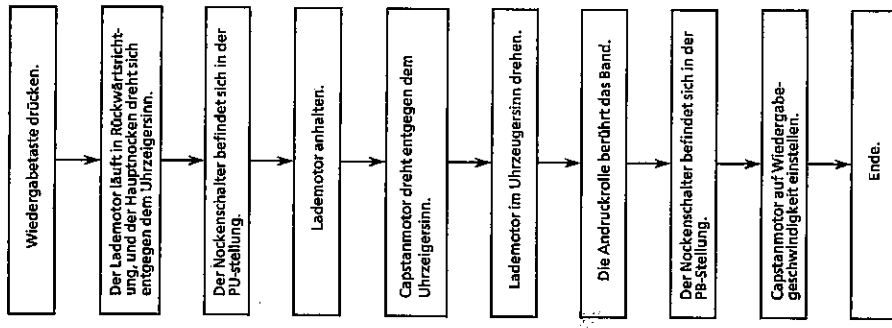 Wiedergabetaste drücken.
Der Lademotor läuft in Rückwärtsricht-
ung, und der Hauptnocken dreht sich
entgegen dem Uhrzeigersinn.
Der Nockenschalter befindet sich in der
PU-stellung.
Lademotor anhalten.
Capstanmotor dreht entgegen dem
Uhrzeigersinn.
Lademotor im Uhrzeugersinn drehen.
Die Andruckrolle berührt das Band.
Der Nockenschalter befindet sich in der
PB-Stellung.
Capstanmotor auf Wiedergabe-
geschwindigkeit einstellen.
Ende.